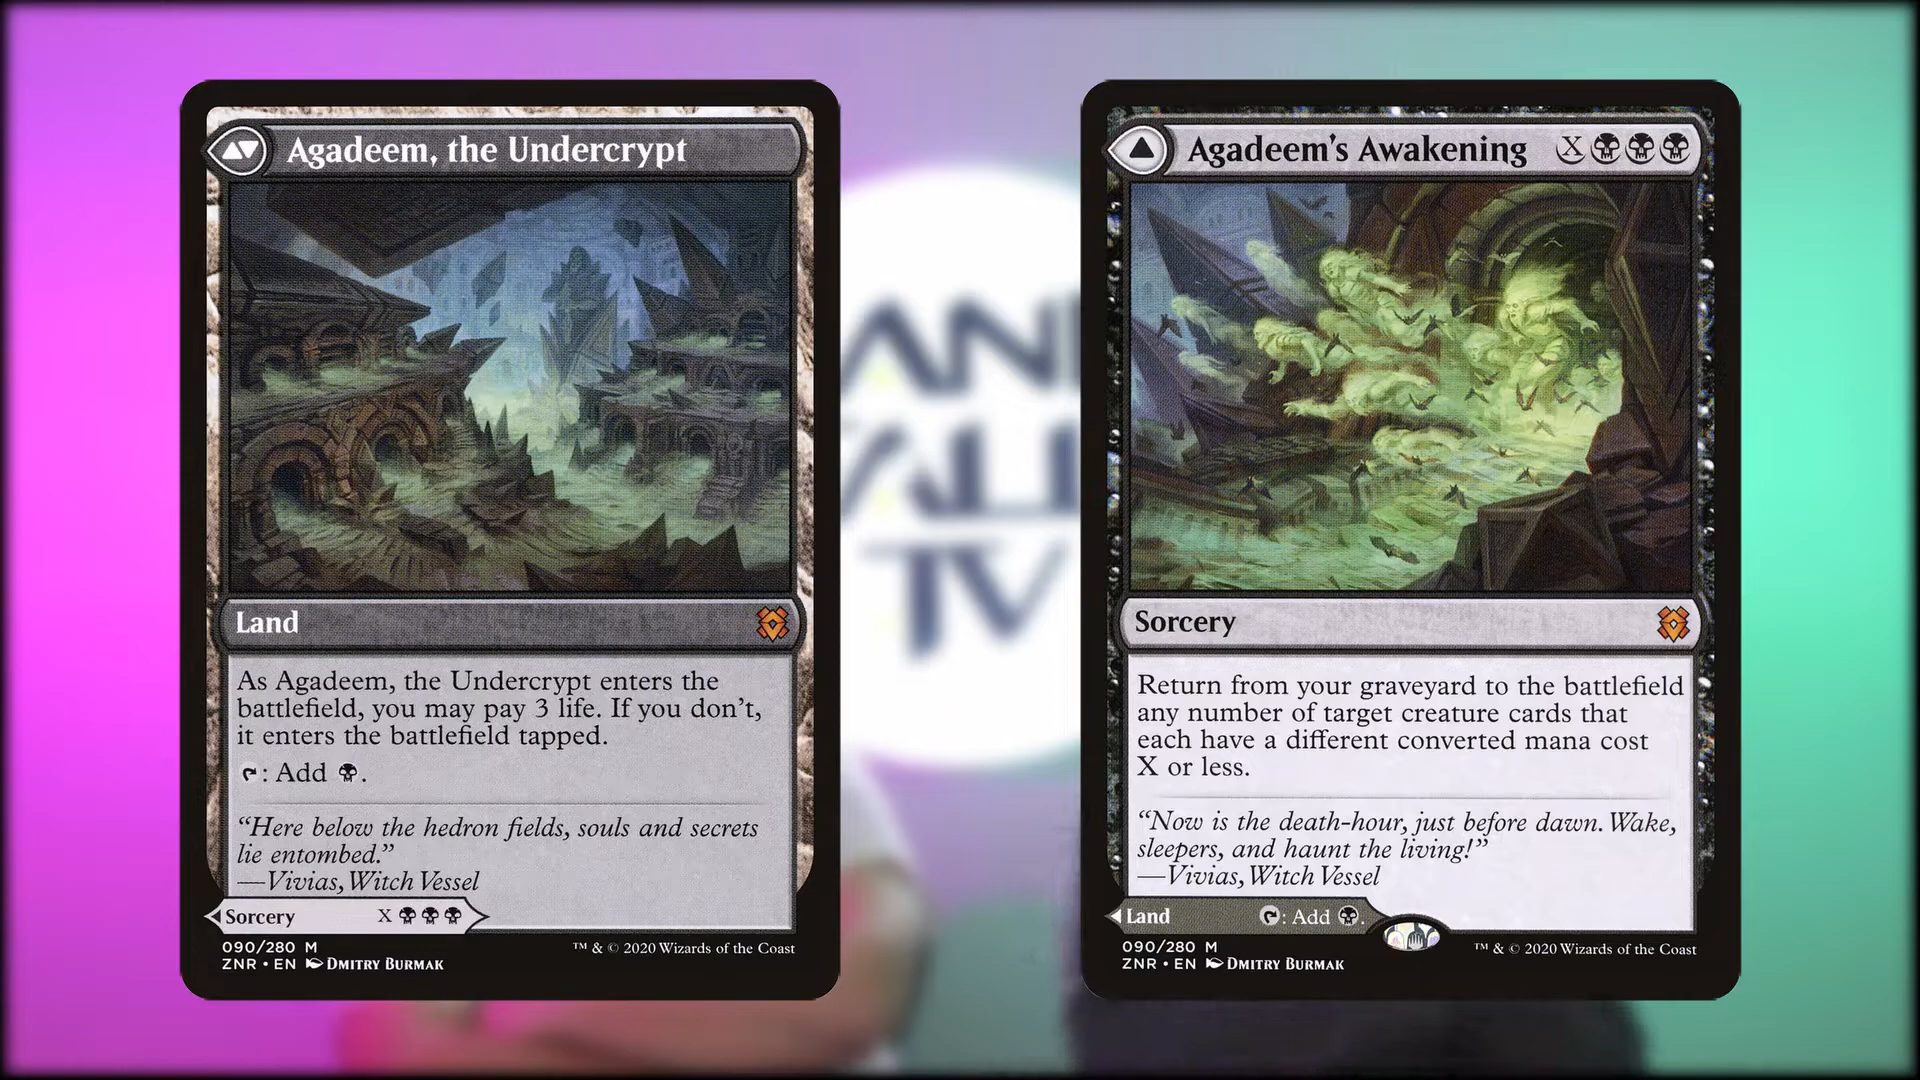 Agadeem, the Undercrypt
Land
As Agadeem, the Undercrypt enters the
battlefield, you may pay 3 life. If you don't,
it enters the battlefield tapped.
: Add .
“Here below the hedron fields, souls and secrets
lie entombed.”
—Vivias, Witch Vessel
Sorcery X
090/280 M
ZNR • EN Dmitry Burmak
™ & © 2020 Wizards of the Coast
Agadeem's Awakening X
Sorcery
Return from your graveyard to the battlefield
any number of target creature cards that
each have a different converted mana cost
X or less.
“Now is the death-hour, just before dawn. Wake,
sleepers, and haunt the living!”
—Vivias, Witch Vessel
Land : Add .
090/280 M
ZNR • EN Dmitry Burmak
™ & © 2020 Wizards of the Coast
TV